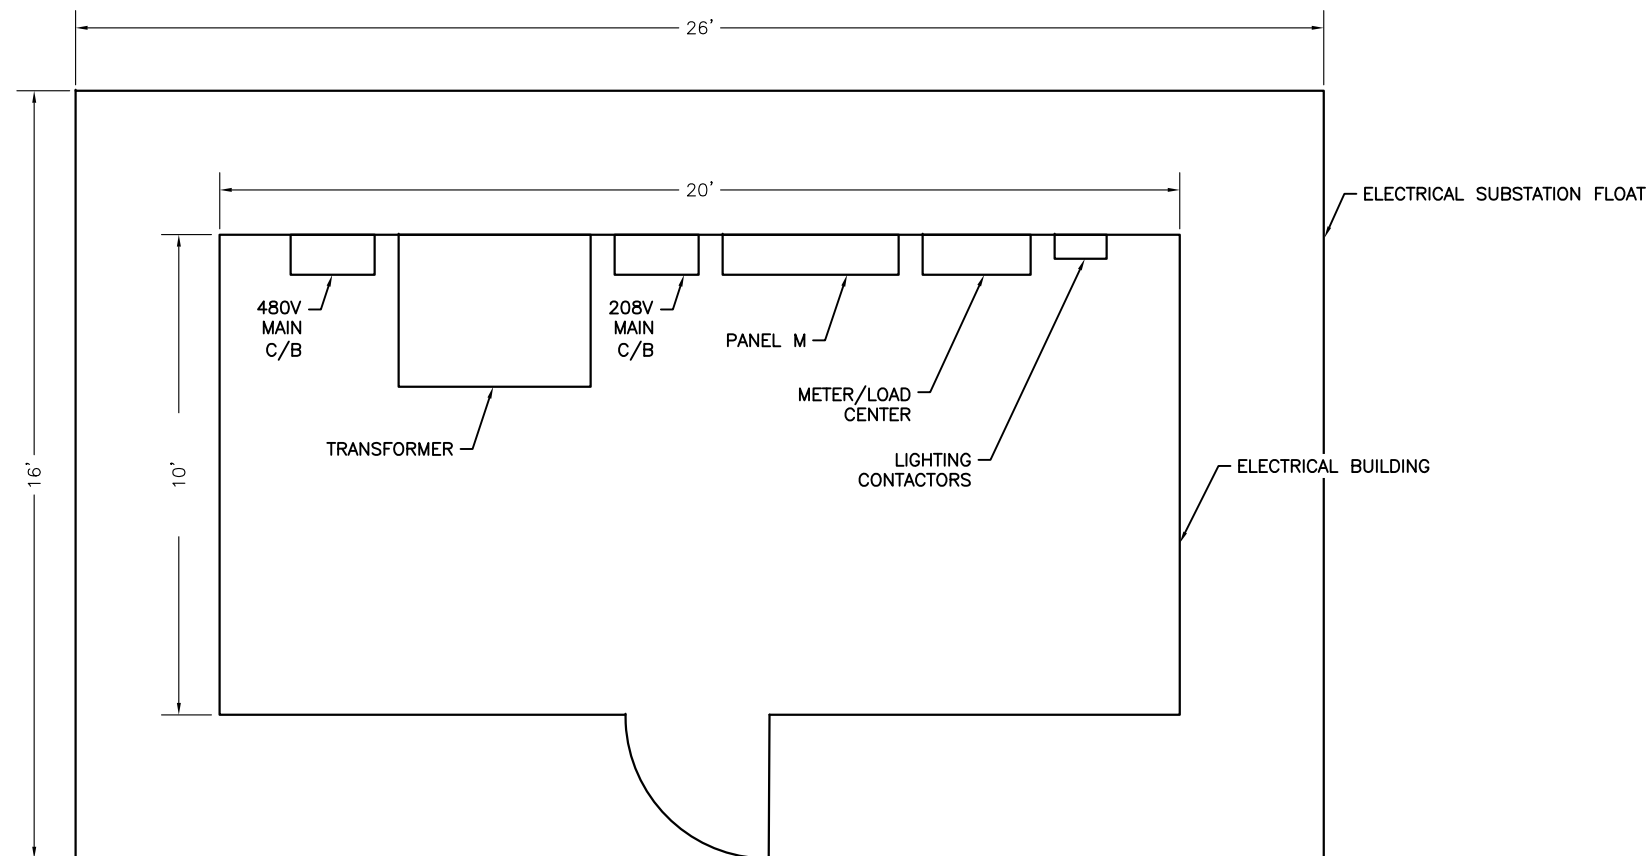 26'
20'
ELECTRICAL SUBSTATION FLOAT
480V
MAIN
C/B
208V
MAIN
C/B
PANEL M
METER/LOAD
CENTER
TRANSFORMER
LIGHTING
CONTACTORS
ELECTRICAL BUILDING
16'
10'